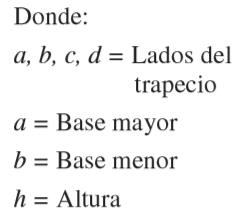 Donde:
a, b, c, d = Lados del
trapecio
a = Base mayor
b = Base menor
h = Altura